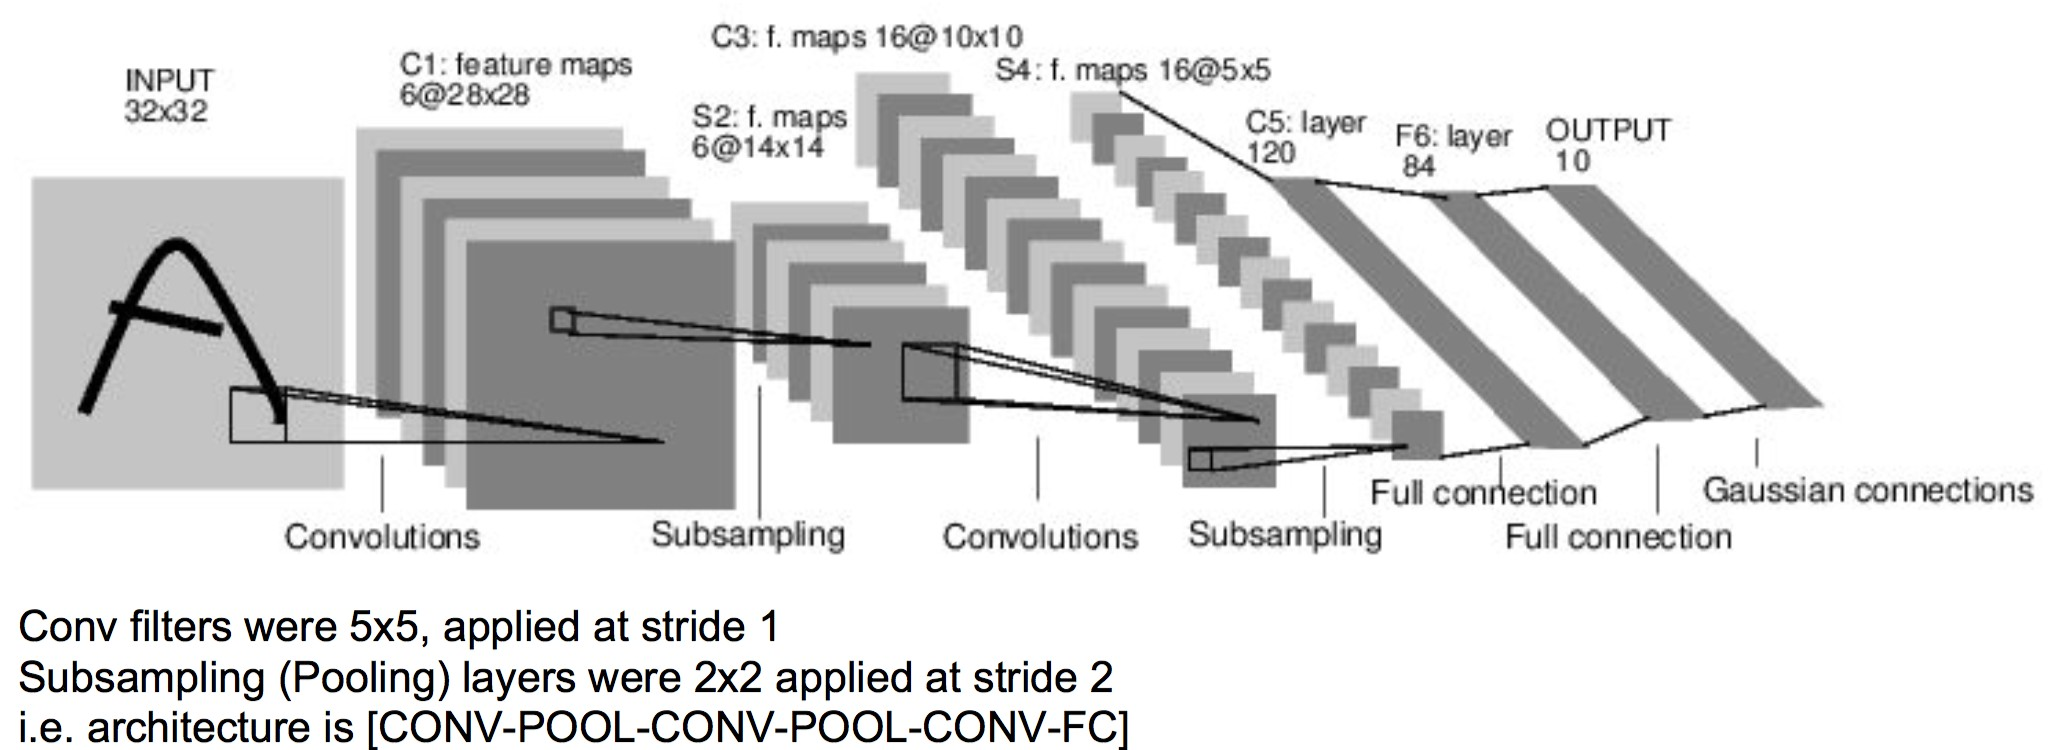 INPUT
32x32
C1: feature maps
6@28x28
S2: f. maps
6@14x14
C3: f. maps 16@10x10
S4: f. maps 16@5x5
C5: layer
120
F6: layer
84
OUTPUT
10
Convolutions
Subsampling
Convolutions
Subsampling
Full connection
Full connection
Gaussian connections
Conv filters were 5x5, applied at stride 1
Subsampling (Pooling) layers were 2x2 applied at stride 2
i.e. architecture is [CONV-POOL-CONV-POOL-CONV-FC]